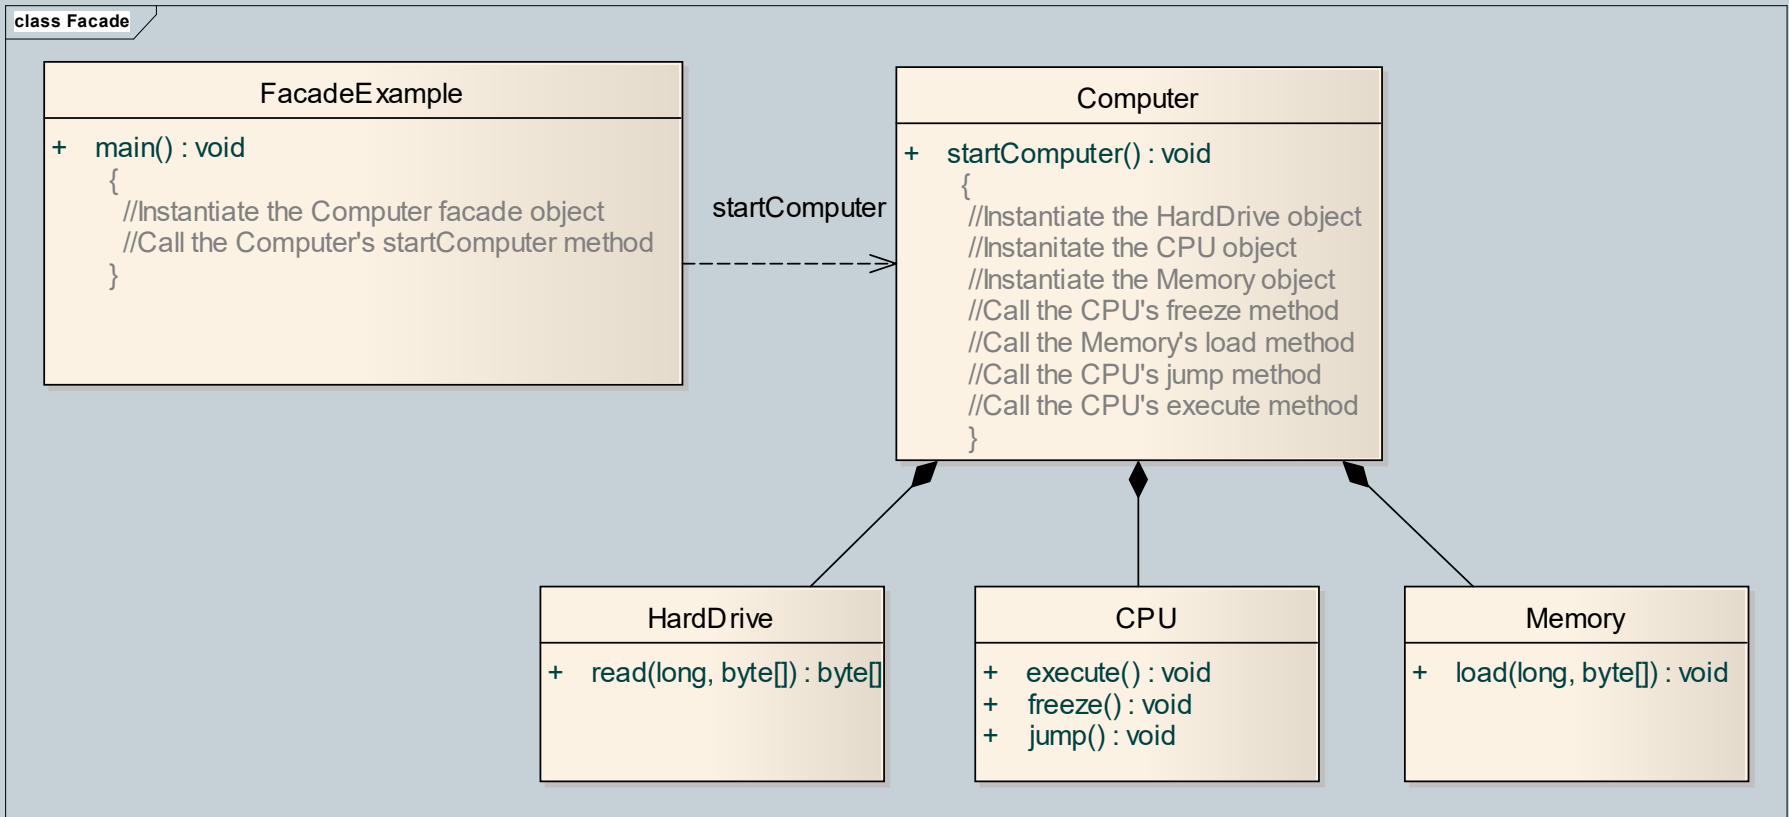 class Facade
FacadeExample
+ main() : void
{
//Instantiate the Computer facade object
//Call the Computer's startComputer method
}
startComputer
Computer
+ startComputer() : void
{
//Instantiate the HardDrive object
//Instanitate the CPU object
//Instantiate the Memory object
//Call the CPU's freeze method
//Call the Memory's load method
//Call the CPU's jump method
//Call the CPU's execute method
}
HardDrive
+ read(long, byte[]) : byte[]
CPU
+ execute() : void
+ freeze() : void
+ jump() : void
Memory
+ load(long, byte[]) : void